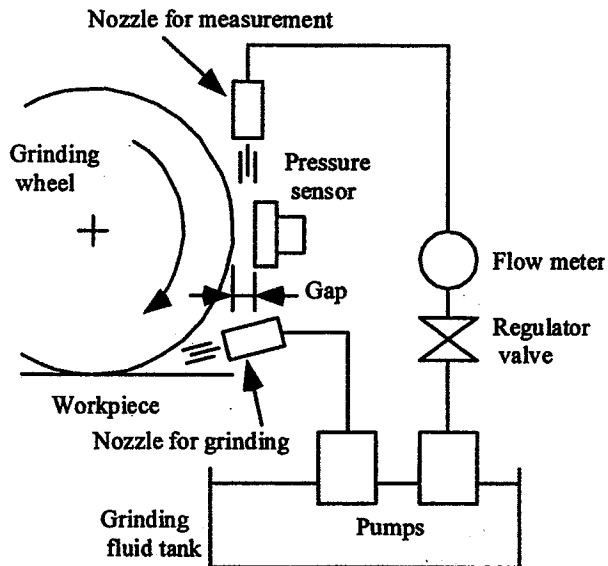 Nozzle for measurement
Grinding
wheel
Pressure
sensor
Flow meter
Gap
Regulator
valve
Workpiece
Nozzle for grinding
Pumps
Grinding
fluid tank